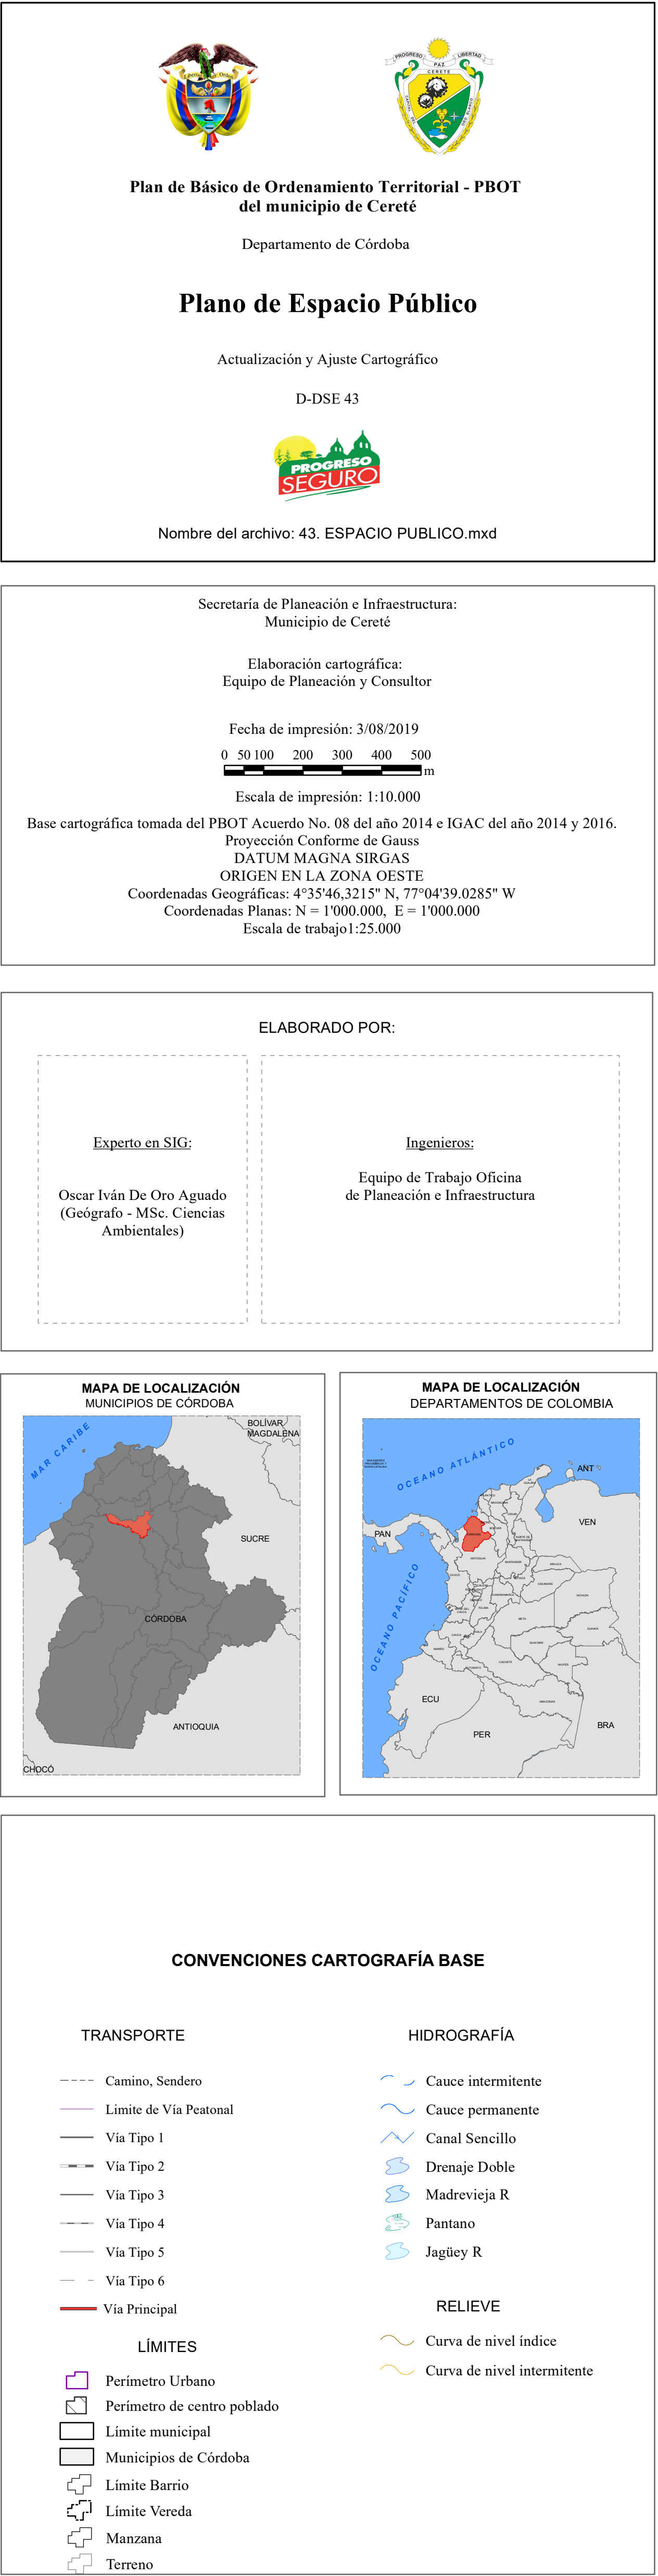 PROGRESO
LIBERTAD
PAZ
CERETE
Plan de Básico de Ordenamiento Territorial - PBOT
del municipio de Cereté
Departamento de Córdoba
Plano de Espacio Público
Actualización y Ajuste Cartográfico
D-DSE 43
PROGRESO
SEGURO
Nombre del archivo: 43. ESPACIO PUBLICO.mxd
Secretaría de Planeación e Infraestructura:
Municipio de Cereté
Elaboración cartográfica:
Equipo de Planeación y Consultor
Fecha de impresión: 3/08/2019
0 50 100 200 300 400 500
m
Escala de impresión: 1:10.000
Base cartográfica tomada del PBOT Acuerdo No. 08 del año 2014 e IGAC del año 2014 y 2016.
Proyección Conforme de Gauss
DATUM MAGNA SIRGAS
ORIGEN EN LA ZONA OESTE
Coordenadas Geográficas: 4°35'46,3215" N, 77°04'39.0285" W
Coordenadas Planas: N = 1'000.000, E = 1'000.000
Escala de trabajo1:25.000
ELABORADO POR:
Experto en SIG:
Oscar Iván De Oro Aguado
(Geógrafo - MSc. Ciencias
Ambientales)
Ingenieros:
Equipo de Trabajo Oficina
de Planeación e Infraestructura
MAPA DE LOCALIZACIÓN
MUNICIPIOS DE CÓRDOBA
MAR CARIBE
BOLÍVAR
MAGDALENA
SUCRE
CÓRDOBA
ANTIOQUIA
CHOCÓ
MAPA DE LOCALIZACIÓN
DEPARTAMENTOS DE COLOMBIA
OCEANO ATLÁNTICO
ANT
PAN
VEN
OCEANO PACÍFICO
ECU
PER
BRA
CONVENCIONES CARTOGRAFÍA BASE
TRANSPORTE
Camino, Sendero
Limite de Vía Peatonal
Vía Tipo 1
Vía Tipo 2
Vía Tipo 3
Vía Tipo 4
Vía Tipo 5
Vía Tipo 6
Vía Principal
LÍMITES
Perímetro Urbano
Perímetro de centro poblado
Límite municipal
Municipios de Córdoba
Límite Barrio
Límite Vereda
Manzana
Terreno
HIDROGRAFÍA
Cauce intermitente
Cauce permanente
Canal Sencillo
Drenaje Doble
Madrevieja R
Pantano
Jagüey R
RELIEVE
Curva de nivel índice
Curva de nivel intermitente